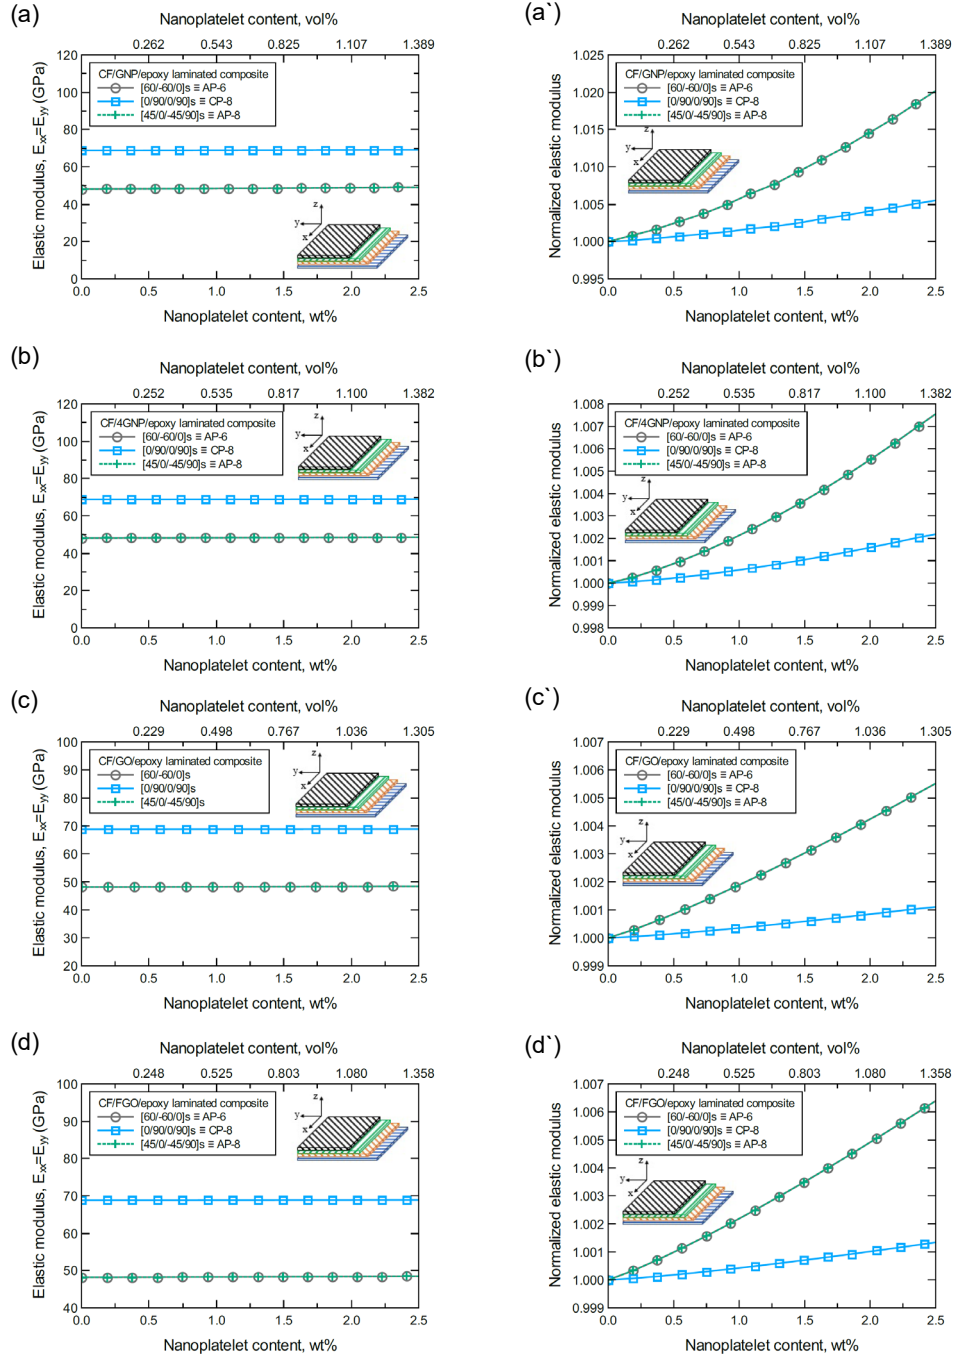 (a)
Nanoplatelet content, vol%
0.262 0.543 0.825 1.107 1.389
120
100
80
60
40
20
0
Elastic modulus, Exx=Eyy (GPa)
CF/GNP/epoxy laminated composite
[60/-60/0]s ≡ AP-6
[0/90/0/90]s ≡ CP-8
[45/0/-45/90]s ≡ AP-8
z
y
x
0.0 0.5 1.0 1.5 2.0 2.5
Nanoplatelet content, wt%
(a`)
Nanoplatelet content, vol%
0.262 0.543 0.825 1.107 1.389
1.025
1.020
1.015
1.010
1.005
1.000
0.995
Normalized elastic modulus
CF/GNP/epoxy laminated composite
[60/-60/0]s ≡ AP-6
[0/90/0/90]s ≡ CP-8
[45/0/-45/90]s ≡ AP-8
z
y
x
0.0 0.5 1.0 1.5 2.0 2.5
Nanoplatelet content, wt%
(b)
Nanoplatelet content, vol%
0.252 0.535 0.817 1.100 1.382
120
100
80
60
40
20
0
Elastic modulus, Exx=Eyy (GPa)
CF/4GNP/epoxy laminated composite
[60/-60/0]s ≡ AP-6
[0/90/0/90]s ≡ CP-8
[45/0/-45/90]s ≡ AP-8
z
y
x
0.0 0.5 1.0 1.5 2.0 2.5
Nanoplatelet content, wt%
(b`)
Nanoplatelet content, vol%
0.252 0.535 0.817 1.100 1.382
1.008
1.007
1.006
1.004
1.003
1.002
1.001
1.000
0.999
0.998
Normalized elastic modulus
CF/4GNP/epoxy laminated composite
[60/-60/0]s ≡ AP-6
[0/90/0/90]s ≡ CP-8
[45/0/-45/90]s ≡ AP-8
z
y
x
0.0 0.5 1.0 1.5 2.0 2.5
Nanoplatelet content, wt%
(c)
Nanoplatelet content, vol%
0.229 0.498 0.767 1.036 1.305
100
90
80
70
60
50
40
30
20
Elastic modulus, Exx=Eyy (GPa)
CF/GO/epoxy laminated composite
[60/-60/0]s
[0/90/0/90]s
[45/0/-45/90]s
z
y
x
0.0 0.5 1.0 1.5 2.0 2.5
Nanoplatelet content, wt%
(c`)
Nanoplatelet content, vol%
0.229 0.498 0.767 1.036 1.305
1.007
1.006
1.004
1.003
1.002
1.001
1.000
0.999
Normalized elastic modulus
CF/GO/epoxy laminated composite
[60/-60/0]s ≡ AP-6
[0/90/0/90]s ≡ CP-8
[45/0/-45/90]s ≡ AP-8
z
y
x
0.0 0.5 1.0 1.5 2.0 2.5
Nanoplatelet content, wt%
(d)
Nanoplatelet content, vol%
0.248 0.525 0.803 1.080 1.358
100
90
80
70
60
50
40
Elastic modulus, Exx=Eyy (GPa)
CF/FGO/epoxy laminated composite
[60/-60/0]s ≡ AP-6
[0/90/0/90]s ≡ CP-8
[45/0/-45/90]s ≡ AP-8
z
y
x
0.0 0.5 1.0 1.5 2.0 2.5
Nanoplatelet content, wt%
(d`)
Nanoplatelet content, vol%
0.248 0.525 0.803 1.080 1.358
1.007
1.006
1.004
1.003
1.002
1.001
1.000
0.999
Normalized elastic modulus
CF/FGO/epoxy laminated composite
[60/-60/0]s ≡ AP-6
[0/90/0/90]s ≡ CP-8
[45/0/-45/90]s ≡ AP-8
z
y
x
0.0 0.5 1.0 1.5 2.0 2.5
Nanoplatelet content, wt%